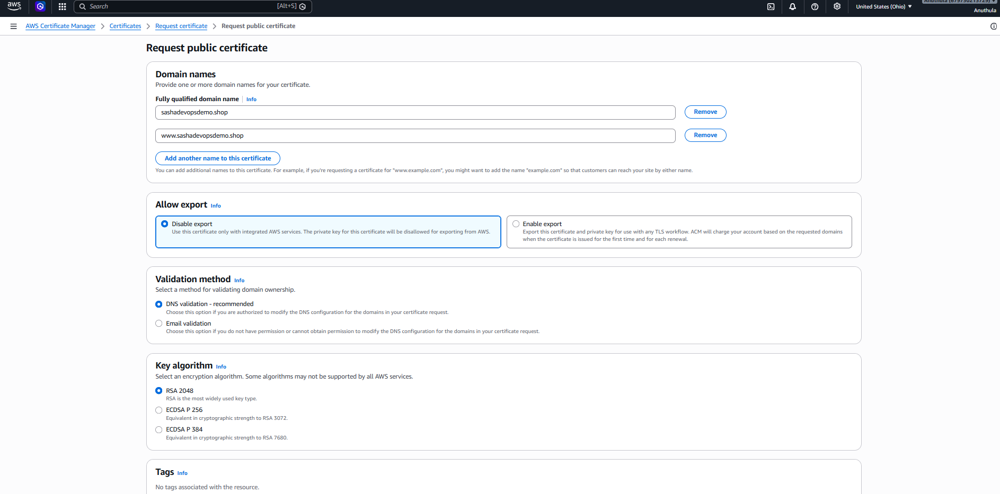 aws
Search
[Alt+S]
United States (Ohio)
Anuthula
AWS Certificate Manager
Certificates
Request certificate
Request public certificate
Request public certificate
Domain names
Provide one or more domain names for your certificate.
Fully qualified domain name
Info
sashadevopsdemo.shop
Remove
www.sashadevopsdemo.shop
Remove
Add another name to this certificate
You can add additional names to this certificate. For example, if you're requesting a certificate for "www.example.com", you might want to add the name "example.com" so that customers can reach your site by either name.
Allow export Info
Disable export
Use this certificate only with integrated AWS services. The private key for this certificate will be disallowed for exporting from AWS.
Enable export
Export this certificate and private key for use with any TLS workflow. ACM will charge your account based on the requested domains
when the certificate is issued for the first time and for each renewal.
Validation method Info
Select a method for validating domain ownership.
DNS validation - recommended
Choose this option if you are authorized to modify the DNS configuration for the domains in your certificate request.
Email validation
Choose this option if you do not have permission or cannot obtain permission to modify the DNS configuration for the domains in your certificate request.
Key algorithm Info
Select an encryption algorithm. Some algorithms may not be supported by all AWS services.
RSA 2048
RSA is the most widely used key type.
ECDSA P 256
Equivalent in cryptographic strength to RSA 3072.
ECDSA P 384
Equivalent in cryptographic strength to RSA 7680.
Tags Info
No tags associated with the resource.